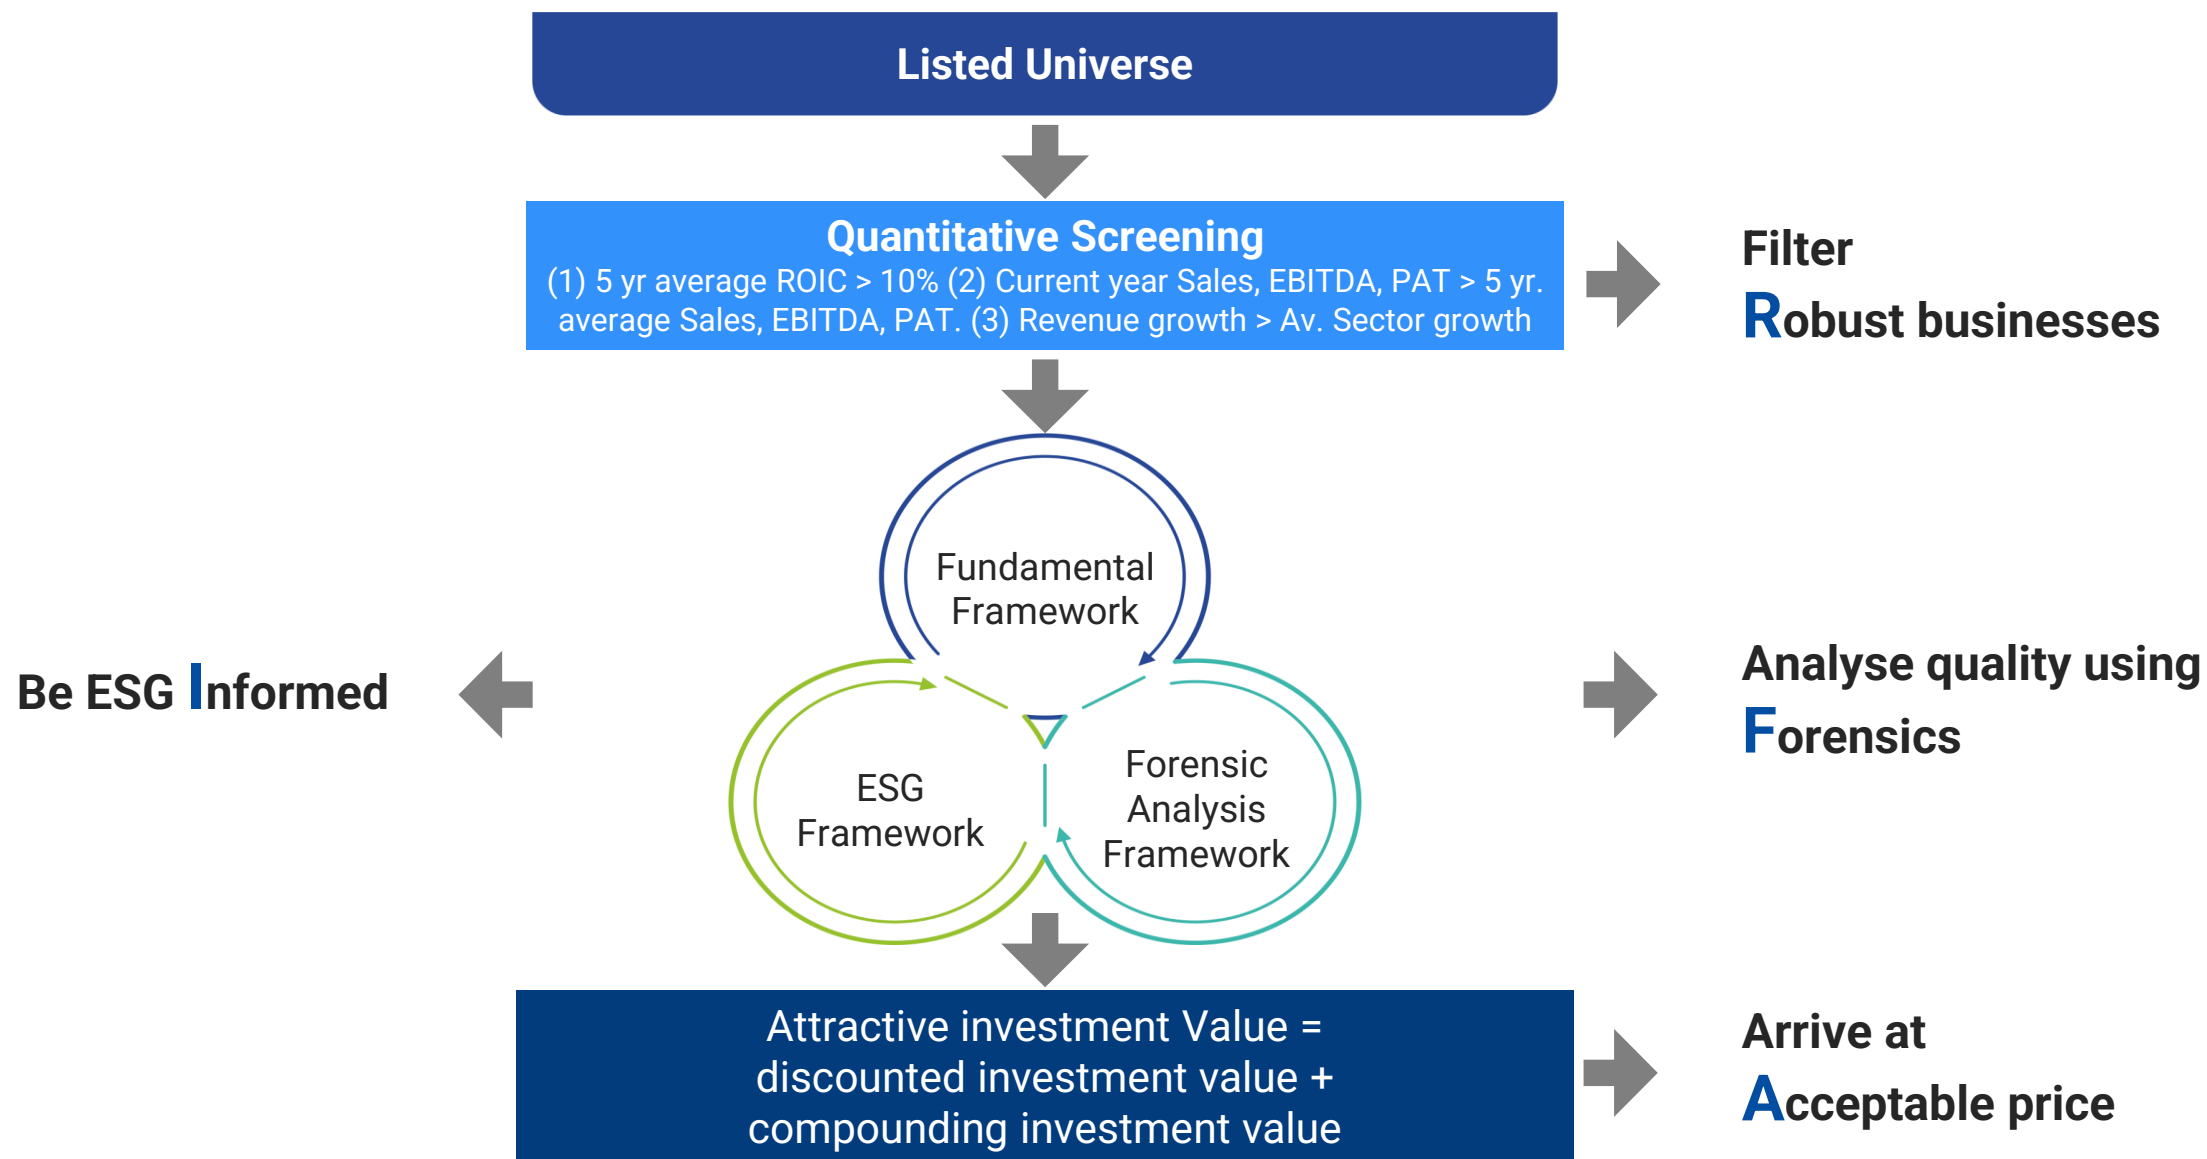 Listed Universe
Quantitative Screening
(1) 5 yr average ROIC > 10% (2) Current year Sales, EBITDA, PAT > 5 yr.
average Sales, EBITDA, PAT. (3) Revenue growth > Av. Sector growth
Filter
Robust businesses
Fundamental
Framework
Be ESG Informed
Analyse quality using
Forensics
ESG
Framework
Forensic
Analysis
Framework
Attractive investment Value =
discounted investment value +
compounding investment value
Arrive at
Acceptable price